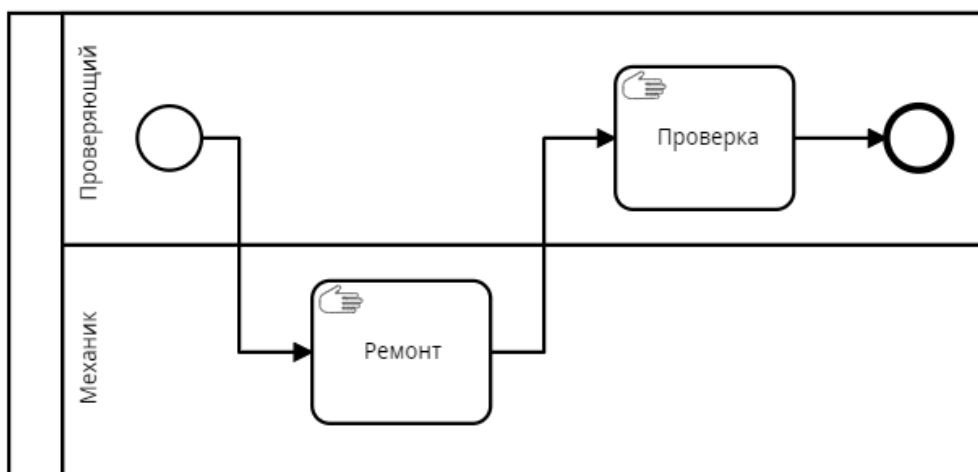 Проверяющий
Проверка
Механик
Ремонт